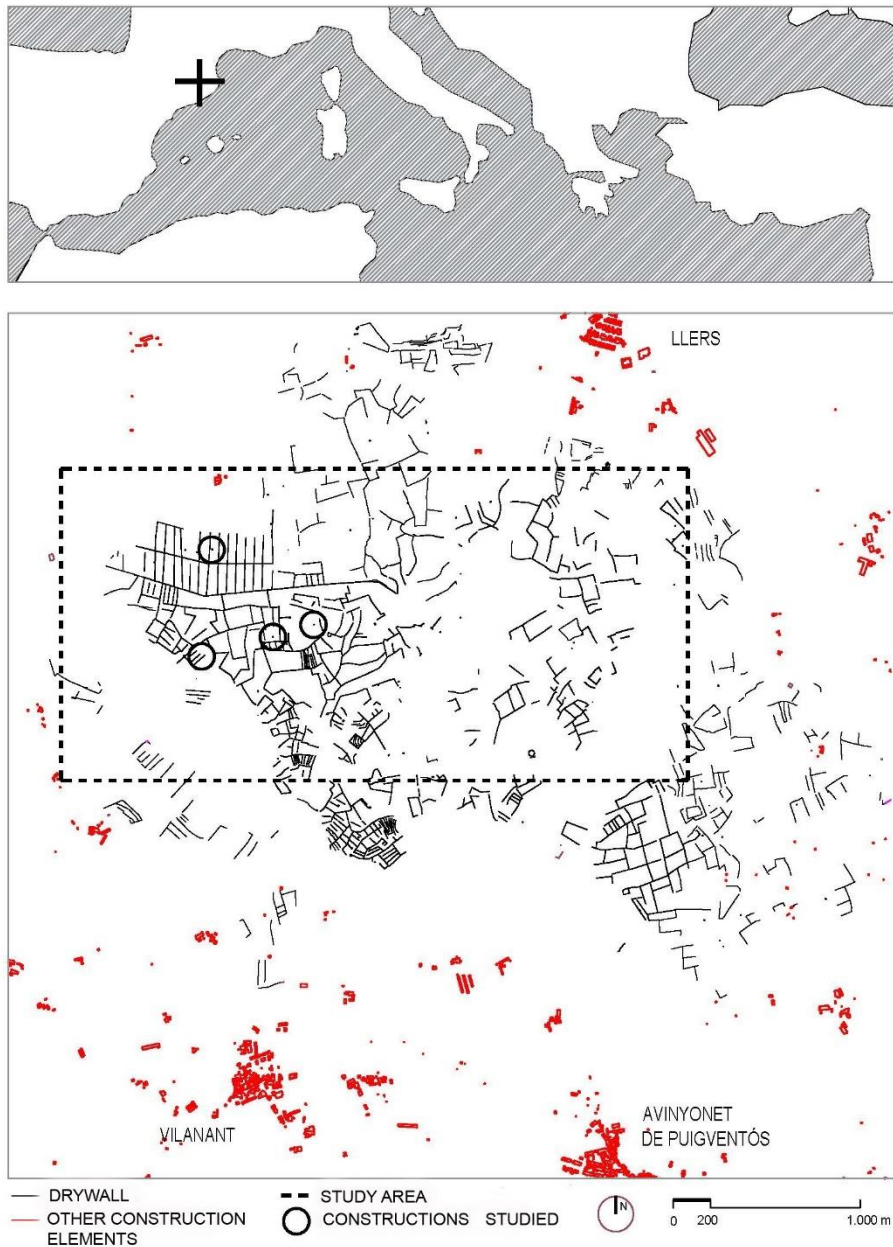 LLERS
VILANANT
AVINYONET
DE PUIGVENTÓS
DRYWALL
OTHER CONSTRUCTION
ELEMENTS
STUDY AREA
CONSTRUCTIONS STUDIED
N
0 200 1.000 m